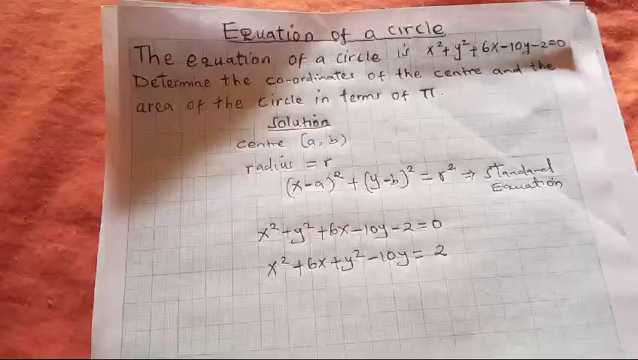 Equation of a circle
The equation of a circle is x²+y²+6x-10y-2=0
Determine the co-ordinates of the centre and the
area of the circle in terms of π.
Solution
centre (a, b)
radius = r
(x-a)² + (y-b)² = r² ⇒ standard Equation
x²+y²+6x-10y-2=0
x²+6x+y²-10y= 2